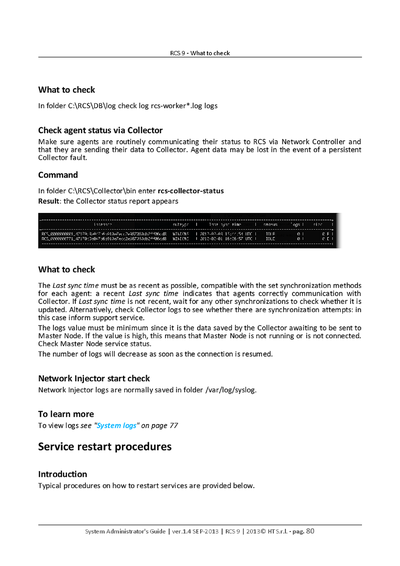 RCS 9 - What to check
What to check
In folder C:\RCS\DB\log check log rcs-worker*.log logs
Check agent status via Collector
Make sure agents are routinely communicating their status to RCS via Network Controller and
that they are sending their data to Collector. Agent data may be lost in the event of a persistent
Collector fault.
Command
In folder C:\RCS\Collector\bin enter rcs-collector-status
Result: the Collector status report appears
What to check
The Last sync time must be as recent as possible, compatible with the set synchronization methods
for each agent: a recent Last sync time indicates that agents correctly communicating with
Collector. If Last sync time is not recent, wait for any other synchronizations to check whether it is
updated. Alternatively, check Collector logs to see whether there are synchronization attempts: in
this case inform support service.
The logs value must be minimum since it is the data saved by the Collector awaiting to be sent to
Master Node. If the value is high, this means that Master Node is not running or is not connected.
Check Master Node service status.
The number of logs will decrease as soon as the connection is resumed.
Network Injector start check
Network Injector logs are normally saved in folder /var/log/syslog.
To learn more
To view logs see "System logs" on page 77
Service restart procedures
Introduction
Typical procedures on how to restart services are provided below.
System Administrator's Guide | ver.1.4 SEP-2013 | RCS 9 | 2013© HT S.r.l. - pag. 80